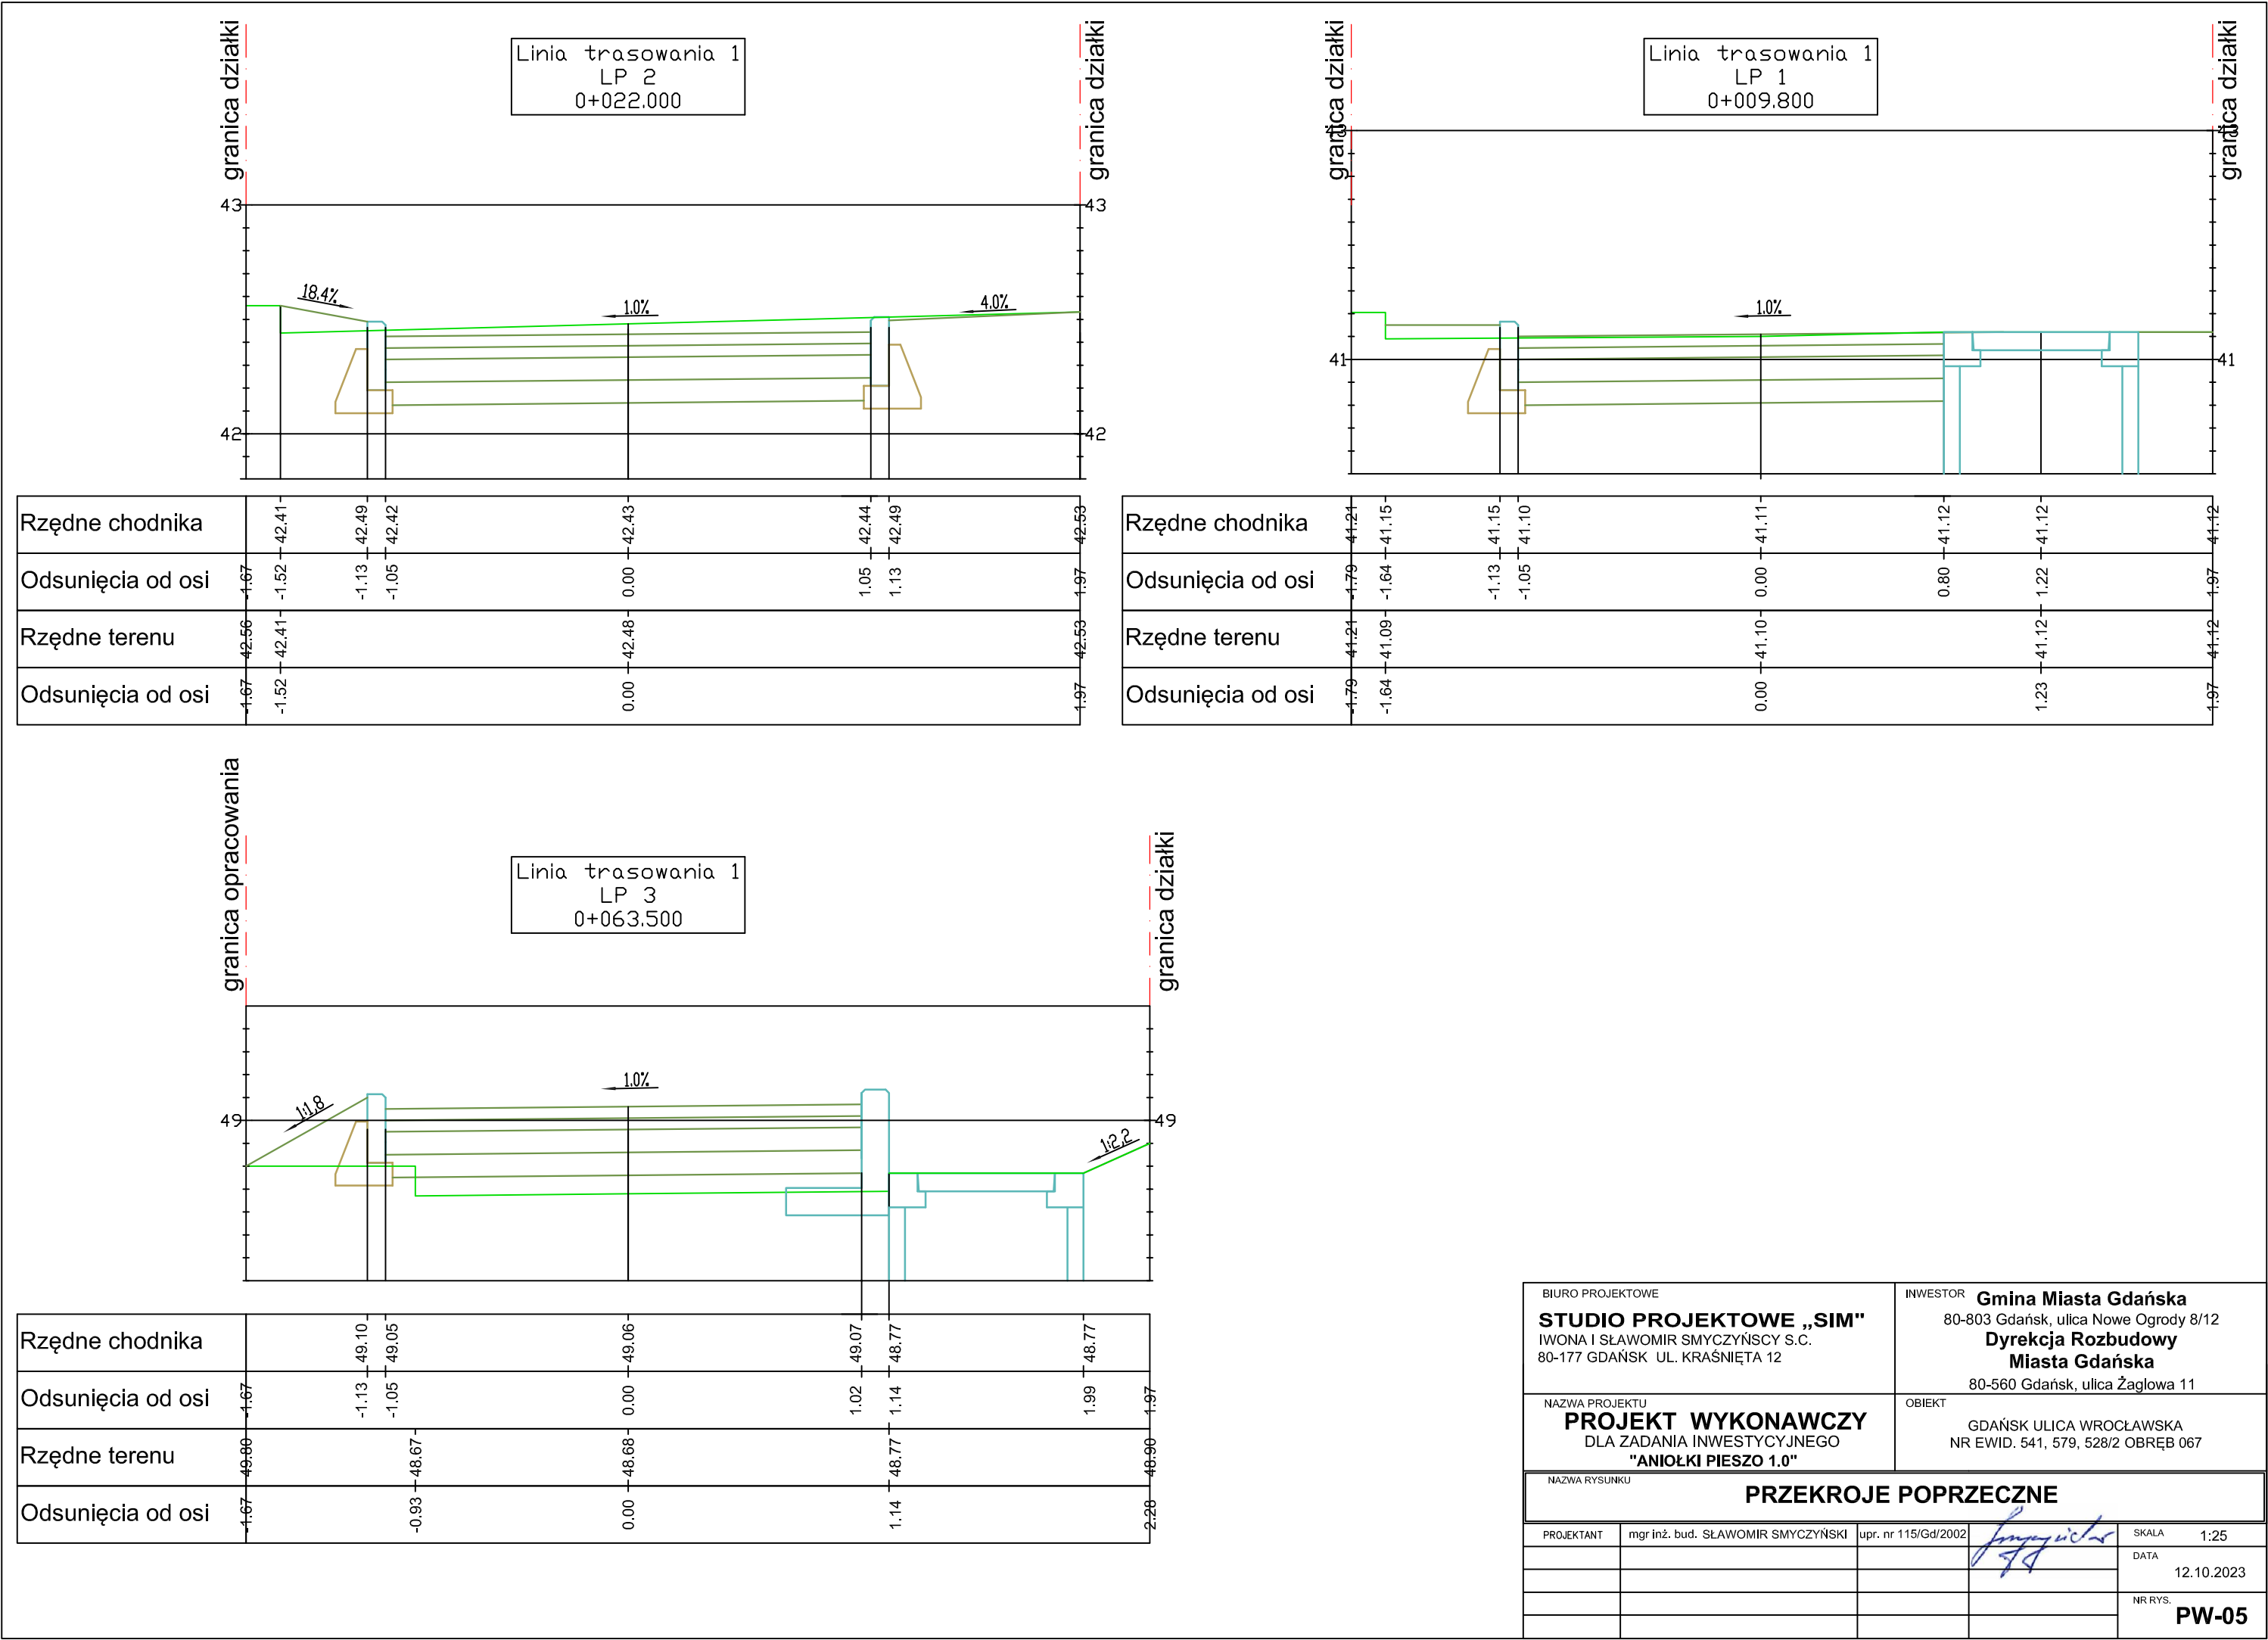 granica działki
Linia trasowania 1
LP 2
0+022.000
granica działki
43
43
18.4%
1.0%
4.0%
42
42
Rzędne chodnika 42.41 42.49 42.42 42.43 42.44 42.49 42.53
Odsunięcia od osi -1.67 -1.52 -1.13 -1.05 0.00 1.05 1.13 1.97
Rzędne terenu 42.56 42.41 42.48 42.53
Odsunięcia od osi -1.67 -1.52 0.00 1.97
granica działki
Linia trasowania 1
LP 1
0+009.800
granica działki
43
43
1.0%
41
41
Rzędne chodnika 41.21 41.15 41.15 41.10 41.11 41.12 41.12 41.12
Odsunięcia od osi -1.79 -1.64 -1.13 -1.05 0.00 0.80 1.22 1.97
Rzędne terenu 41.21 41.09 41.10 41.12 41.12
Odsunięcia od osi -1.79 -1.64 0.00 1.23 1.97
granica opracowania
Linia trasowania 1
LP 3
0+063.500
granica działki
1:1,8
1.0%
1:2,2
49
49
Rzędne chodnika 49.10 49.05 49.06 49.07 48.77 48.77
Odsunięcia od osi -1.67 -1.13 -1.05 0.00 1.02 1.14 1.99 1.97
Rzędne terenu 49.80 48.67 48.68 48.77 48.90
Odsunięcia od osi -1.67 -0.93 0.00 1.14 2.28
BIURO PROJEKTOWE
STUDIO PROJEKTOWE „SIM"
IWONA I SŁAWOMIR SMYCZYŃSCY S.C.
80-177 GDAŃSK UL. KRAŚNIĘTA 12
INWESTOR Gmina Miasta Gdańska
80-803 Gdańsk, ulica Nowe Ogrody 8/12
Dyrekcja Rozbudowy
Miasta Gdańska
80-560 Gdańsk, ulica Żaglowa 11
NAZWA PROJEKTU
PROJEKT WYKONAWCZY
DLA ZADANIA INWESTYCYJNEGO
"ANIOŁKI PIESZO 1.0"
OBIEKT
GDAŃSK ULICA WROCŁAWSKA
NR EWID. 541, 579, 528/2 OBRĘB 067
NAZWA RYSUNKU
PRZEKROJE POPRZECZNE
PROJEKTANT mgr inż. bud. SŁAWOMIR SMYCZYŃSKI upr. nr 115/Gd/2002
SKALA 1:25
DATA
12.10.2023
NR RYS.
PW-05